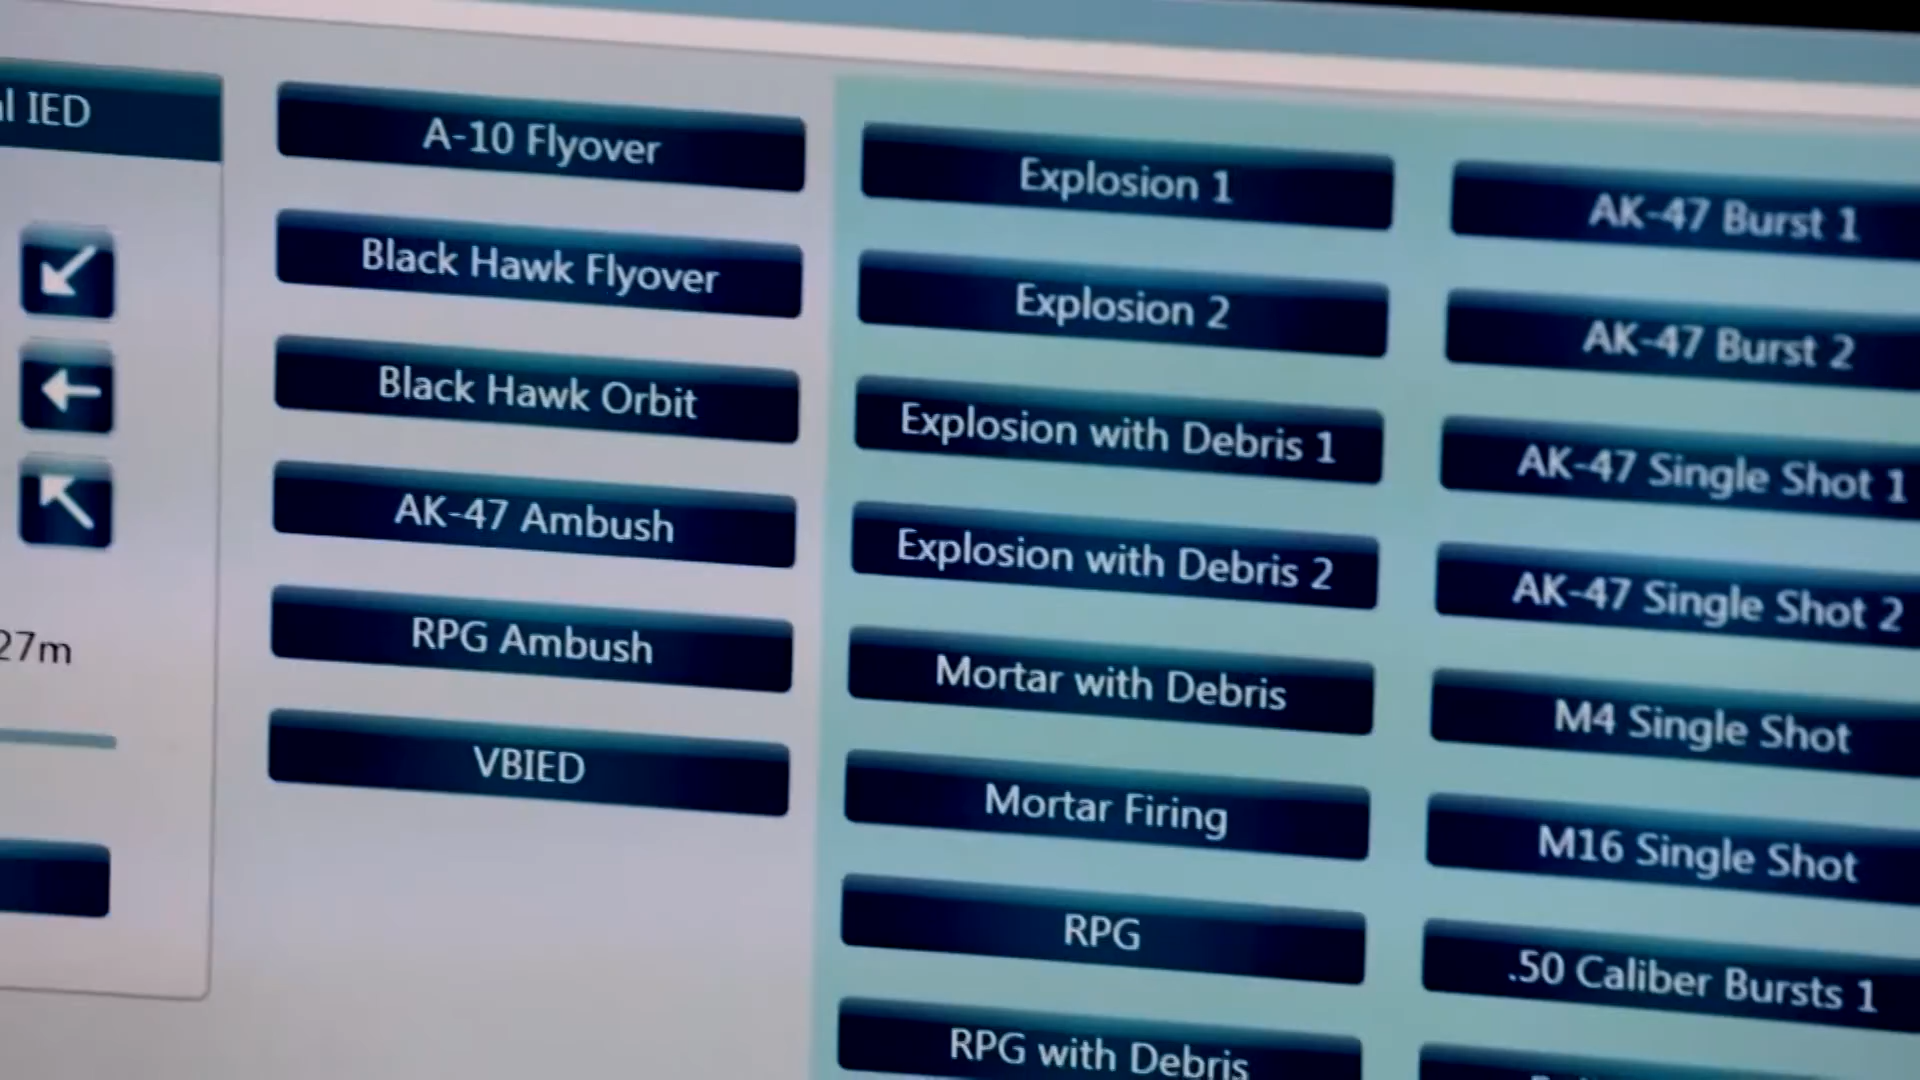 l IED
27m
A-10 Flyover
Black Hawk Flyover
Black Hawk Orbit
AK-47 Ambush
RPG Ambush
VBIED
Explosion 1
Explosion 2
Explosion with Debris 1
Explosion with Debris 2
Mortar with Debris
Mortar Firing
RPG
RPG with Debris
AK-47 Burst 1
AK-47 Burst 2
AK-47 Single Shot 1
AK-47 Single Shot 2
M4 Single Shot
M16 Single Shot
.50 Caliber Bursts 1